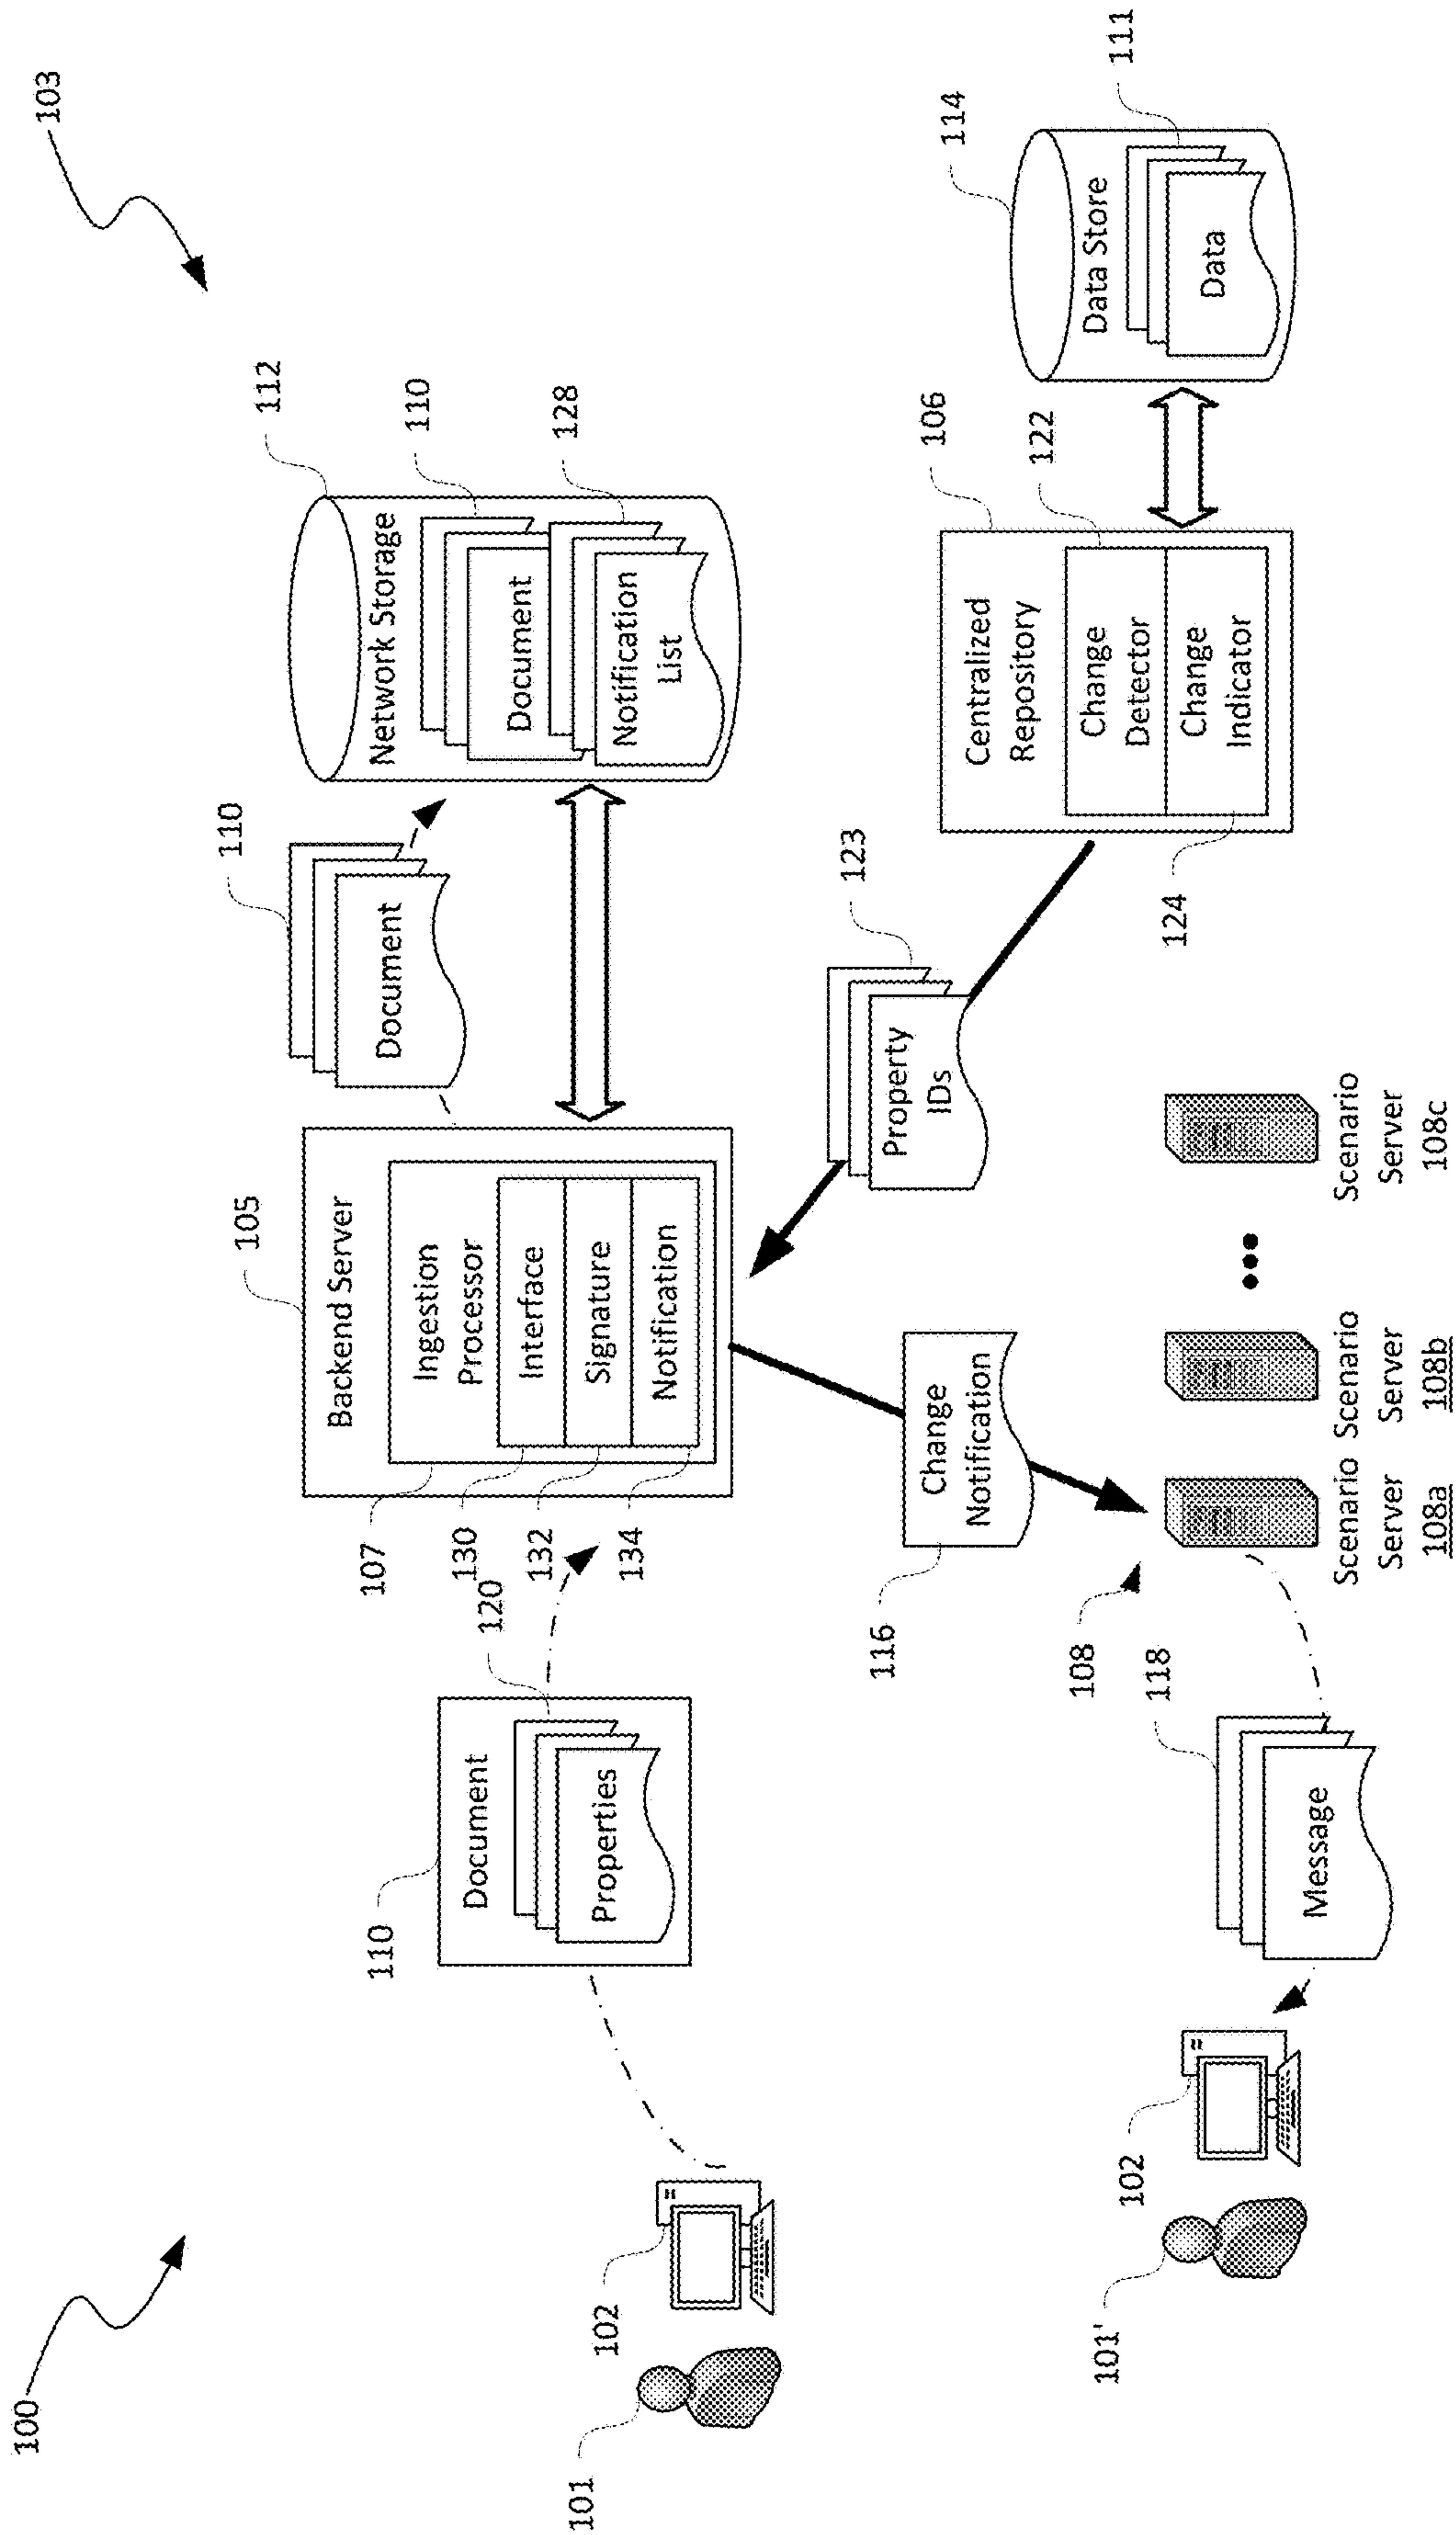 100
103
112
110
Network Storage
110
Document
128
Notification
List
Document
105
Backend Server
Ingestion
Processor
Interface
Signature
Notification
107
130
132
134
110
Document
120
Properties
102
101
114
Data Store
111
Data
106
122
Centralized
Repository
Change
Detector
Change
Indicator
124
123
Property
IDs
Change
Notification
116
108
Scenario
Server
108a
Scenario
Server
108b
•••
Scenario
Server
108c
118
Message
102
101'